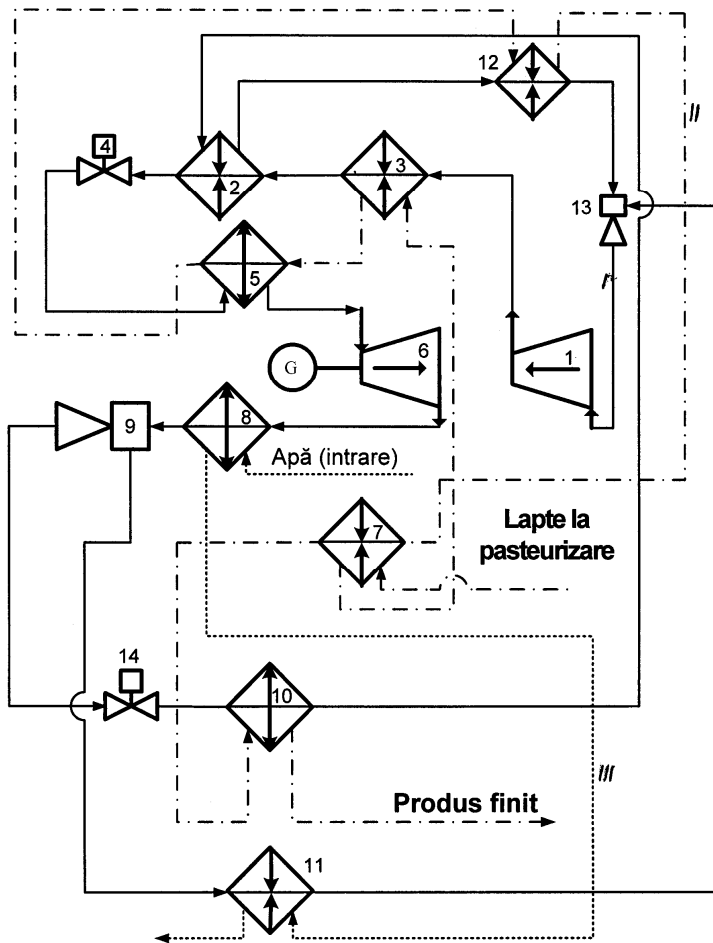 12
II
4
2
3
13
5
6
1
G
8
9
Apă (intrare)
7
Lapte la
pasteurizare
14
10
III
Produs finit
11